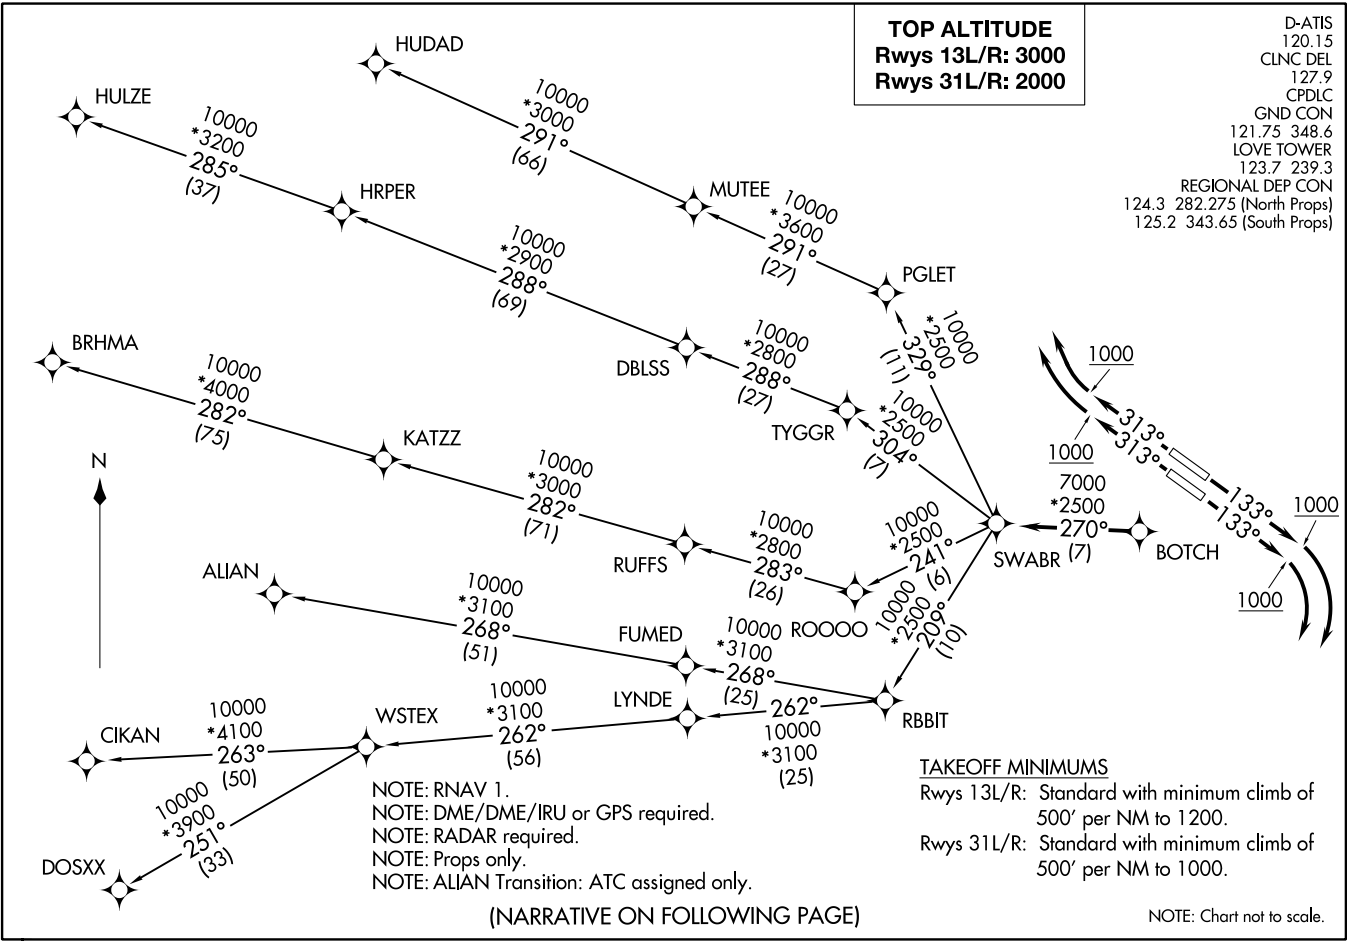 TOP ALTITUDE
Rwys 13L/R: 3000
Rwys 31L/R: 2000
D-ATIS
120.15
CLNC DEL
127.9
CPDLC
GND CON
121.75 348.6
LOVE TOWER
123.7 239.3
REGIONAL DEP CON
124.3 282.275 (North Props)
125.2 343.65 (South Props)
HUDAD
10000
*3000
291°
(66)
HULZE
10000
*3200
285°
(37)
HRPER
MUTEE
10000
*3600
291°
(27)
PGLET
10000
*2900
288°
(69)
10000
*2500
329°
(11)
BRHMA
10000
*4000
282°
(75)
DBLSS
10000
*2800
288°
(27)
TYGGR
10000
*2500
304°
(7)
1000
313°
313°
1000
133°
133°
1000
1000
N
KATZZ
10000
*3000
282°
(71)
7000
*2500
270°
(7)
BOTCH
SWABR
RUFFS
10000
*2800
283°
(26)
ROOOO
10000
*2500
241°
(6)
10000
*2500
209°
(10)
ALIAN
10000
*3100
268°
(51)
FUMED
10000
*3100
268°
(25)
RBBIT
LYNDE
262°
10000
*3100
(25)
WSTEX
10000
*3100
262°
(56)
CIKAN
10000
*4100
263°
(50)
10000
*3900
251°
(33)
DOSXX
NOTE: RNAV 1.
NOTE: DME/DME/IRU or GPS required.
NOTE: RADAR required.
NOTE: Props only.
NOTE: ALIAN Transition: ATC assigned only.
TAKEOFF MINIMUMS
Rwys 13L/R: Standard with minimum climb of
500' per NM to 1200.
Rwys 31L/R: Standard with minimum climb of
500' per NM to 1000.
(NARRATIVE ON FOLLOWING PAGE)
NOTE: Chart not to scale.